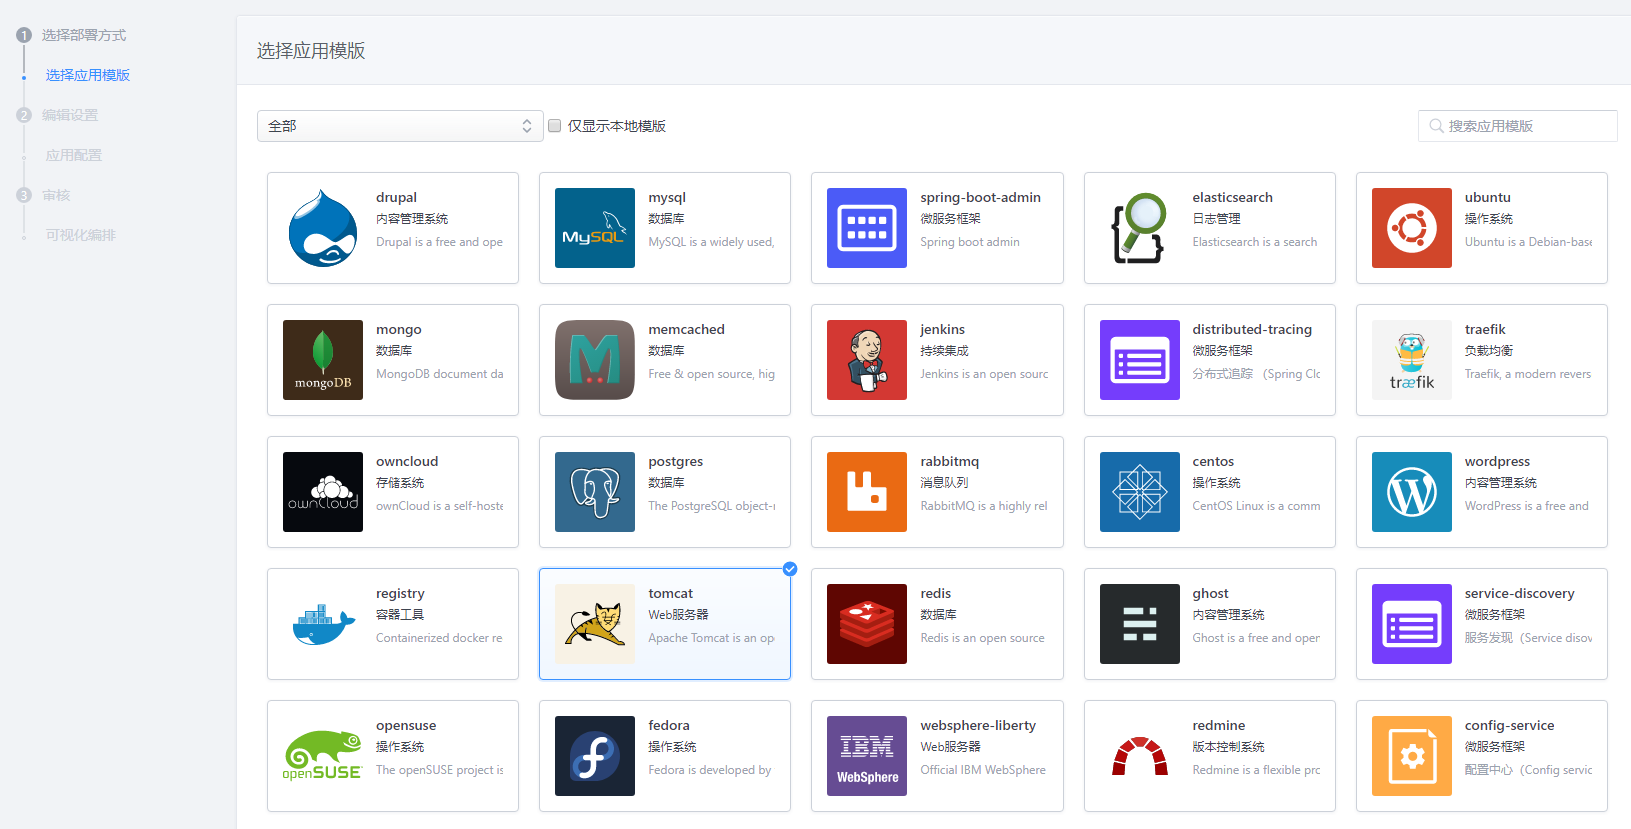 1 选择部署方式
选择应用模版
2 编辑设置
应用配置
3 审核
可视化编排
选择应用模版
全部
仅显示本地模版
搜索应用模版
drupal
内容管理系统
Drupal is a free and ope
MySQL
mysql
数据库
MySQL is a widely used,
spring-boot-admin
微服务框架
Spring boot admin
elasticsearch
日志管理
Elasticsearch is a search
ubuntu
操作系统
Ubuntu is a Debian-base
mongoDB
mongo
数据库
MongoDB document da
memcached
数据库
Free & open source, hig
jenkins
持续集成
Jenkins is an open sourc
distributed-tracing
微服务框架
分布式追踪 （Spring Clo
træfik
traefik
负载均衡
Traefik, a modern revers
ownCloud
owncloud
存储系统
ownCloud is a self-hoste
postgres
数据库
The PostgreSQL object-r
rabbitmq
消息队列
RabbitMQ is a highly rel
centos
操作系统
CentOS Linux is a comm
wordpress
内容管理系统
WordPress is a free and
registry
容器工具
Containerized docker re
tomcat
Web服务器
Apache Tomcat is an op
redis
数据库
Redis is an open source
ghost
内容管理系统
Ghost is a free and open
service-discovery
微服务框架
服务发现（Service disov
openSUSE
opensuse
操作系统
The openSUSE project is
fedora
操作系统
Fedora is developed by
IBM
WebSphere
websphere-liberty
Web服务器
Official IBM WebSphere
redmine
版本控制系统
Redmine is a flexible pro
config-service
微服务框架
配置中心（Config servic